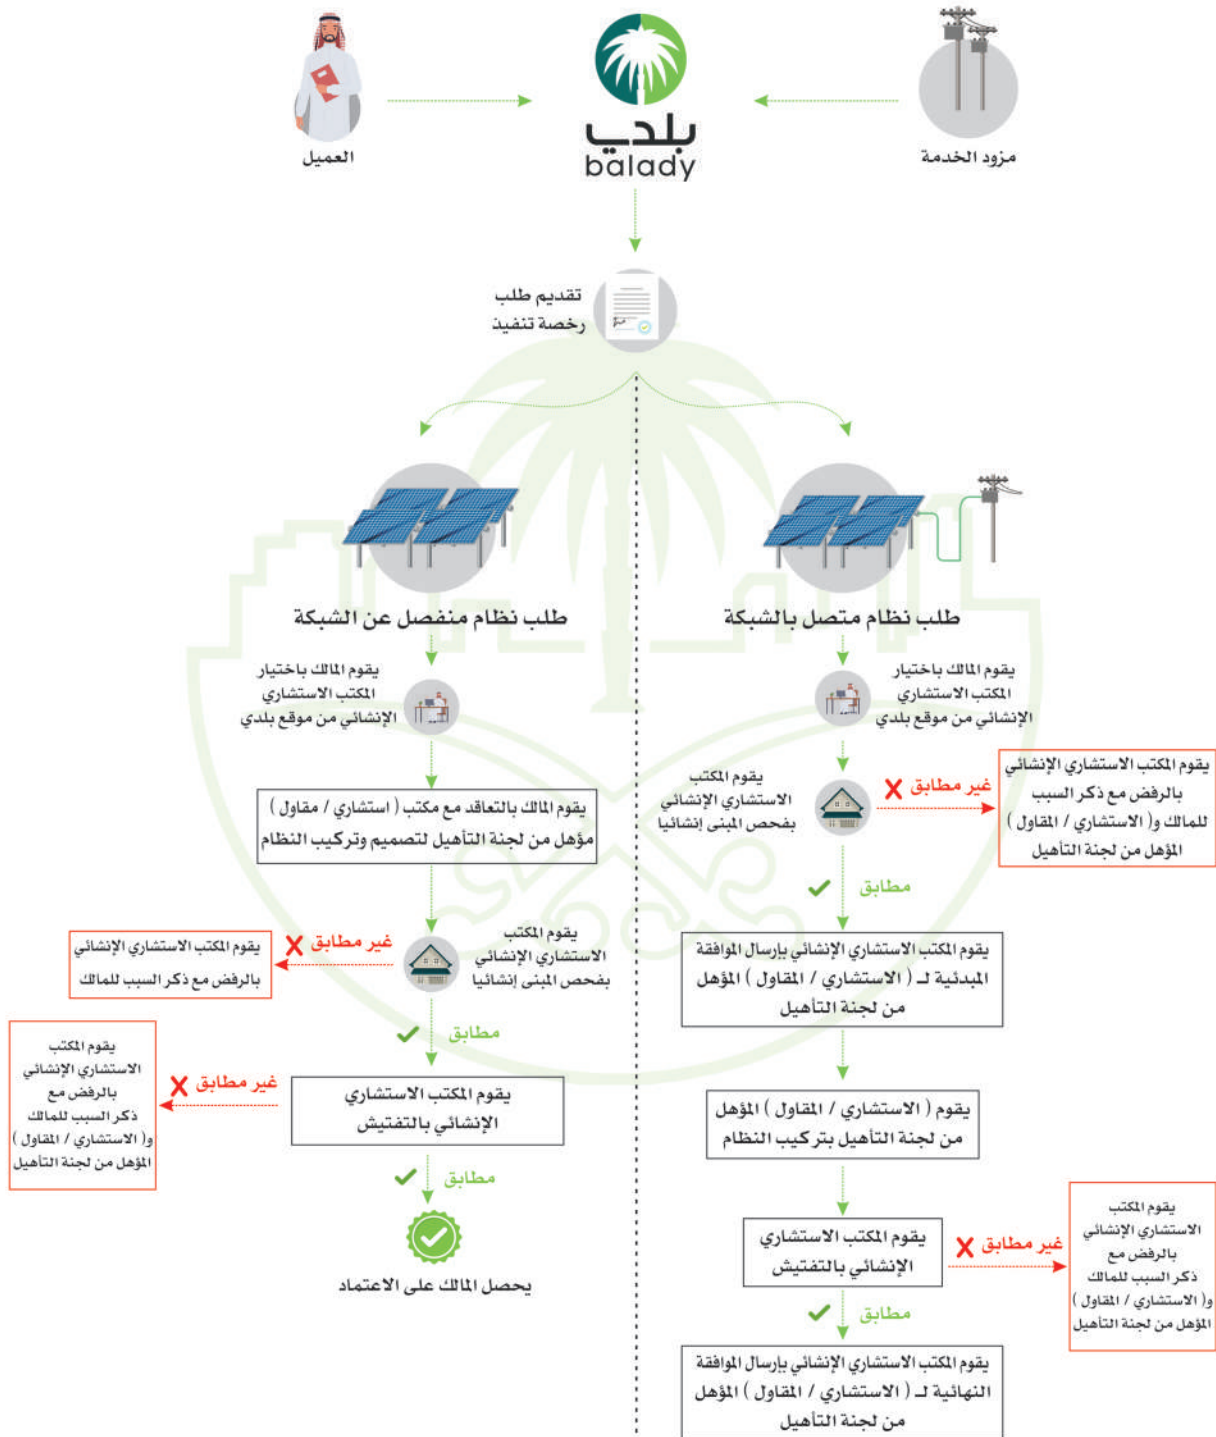 العميل
بلدي
balady
مزود الخدمة
تقديم طلب
رخصة تنفيذ
طلب نظام متصل بالشبكة
يقوم المالك باختيار
المكتب الاستشاري
الإنشائي من موقع بلدي
يقوم المكتب
الاستشاري الإنشائي
بفحص المبنى إنشائيا
غير مطابق
يقوم المكتب الاستشاري الإنشائي
بالرفض مع ذكر السبب
للمالك و( الاستشاري / المقاول )
المؤهل من لجنة التأهيل
مطابق
يقوم المكتب الاستشاري الإنشائي بإرسال الموافقة
المبدئية لـ ( الاستشاري / المقاول ) المؤهل
من لجنة التأهيل
يقوم ( الاستشاري / المقاول ) المؤهل
من لجنة التأهيل بتركيب النظام
يقوم المكتب الاستشاري
الإنشائي بالتفتيش
غير مطابق
يقوم المكتب
الاستشاري الإنشائي
بالرفض مع
ذكر السبب للمالك
و( الاستشاري / المقاول )
المؤهل من لجنة التأهيل
مطابق
يقوم المكتب الاستشاري الإنشائي بإرسال الموافقة
النهائية لـ ( الاستشاري / المقاول ) المؤهل
من لجنة التأهيل
طلب نظام منفصل عن الشبكة
يقوم المالك باختيار
المكتب الاستشاري
الإنشائي من موقع بلدي
يقوم المالك بالتعاقد مع مكتب ( استشاري / مقاول )
مؤهل من لجنة التأهيل لتصميم وتركيب النظام
يقوم المكتب
الاستشاري الإنشائي
بفحص المبنى إنشائيا
غير مطابق
يقوم المكتب الاستشاري الإنشائي
بالرفض مع ذكر السبب للمالك
مطابق
يقوم المكتب الاستشاري
الإنشائي بالتفتيش
غير مطابق
يقوم المكتب
الاستشاري الإنشائي
بالرفض مع
ذكر السبب للمالك
و( الاستشاري / المقاول )
المؤهل من لجنة التأهيل
مطابق
يحصل المالك على الاعتماد